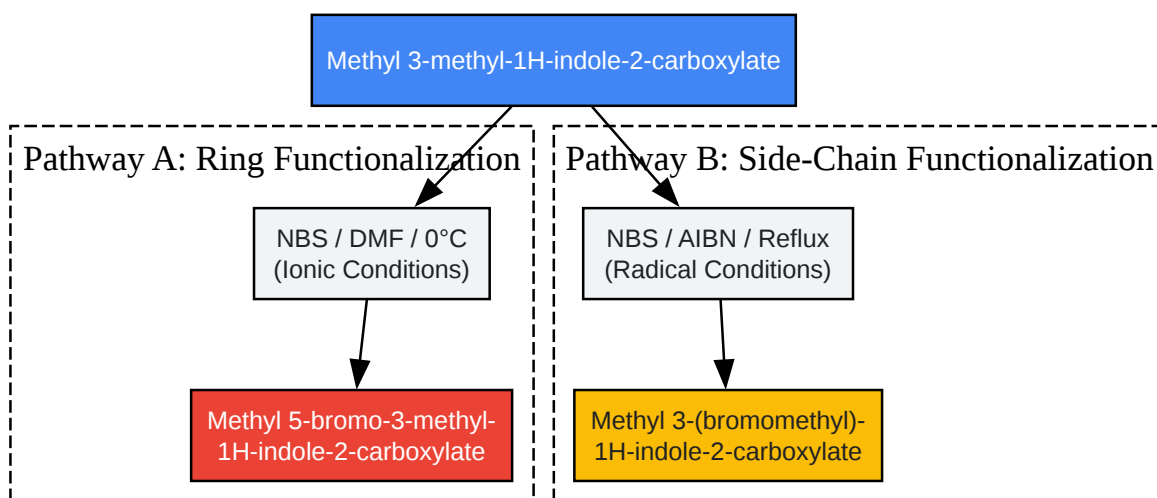 Methyl 3-methyl-1H-indole-2-carboxylate
Pathway A: Ring Functionalization
NBS / DMF / 0°C
(Ionic Conditions)
Methyl 5-bromo-3-methyl-
1H-indole-2-carboxylate
Pathway B: Side-Chain Functionalization
NBS / AIBN / Reflux
(Radical Conditions)
Methyl 3-(bromomethyl)-
1H-indole-2-carboxylate